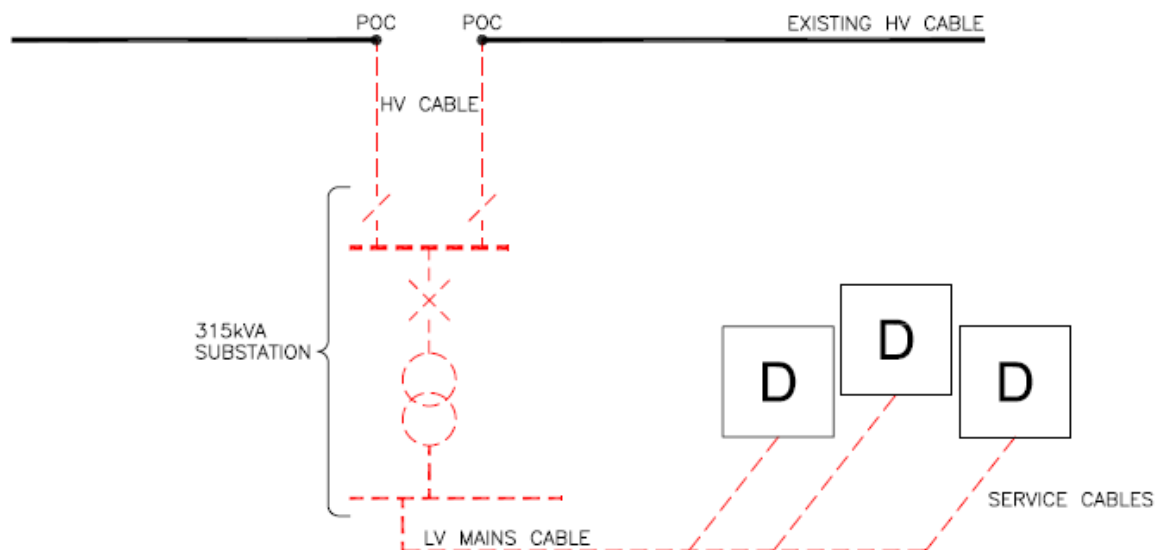 POC
POC
EXISTING HV CABLE
HV CABLE
315kVA
SUBSTATION
D
D
D
SERVICE CABLES
LV MAINS CABLE